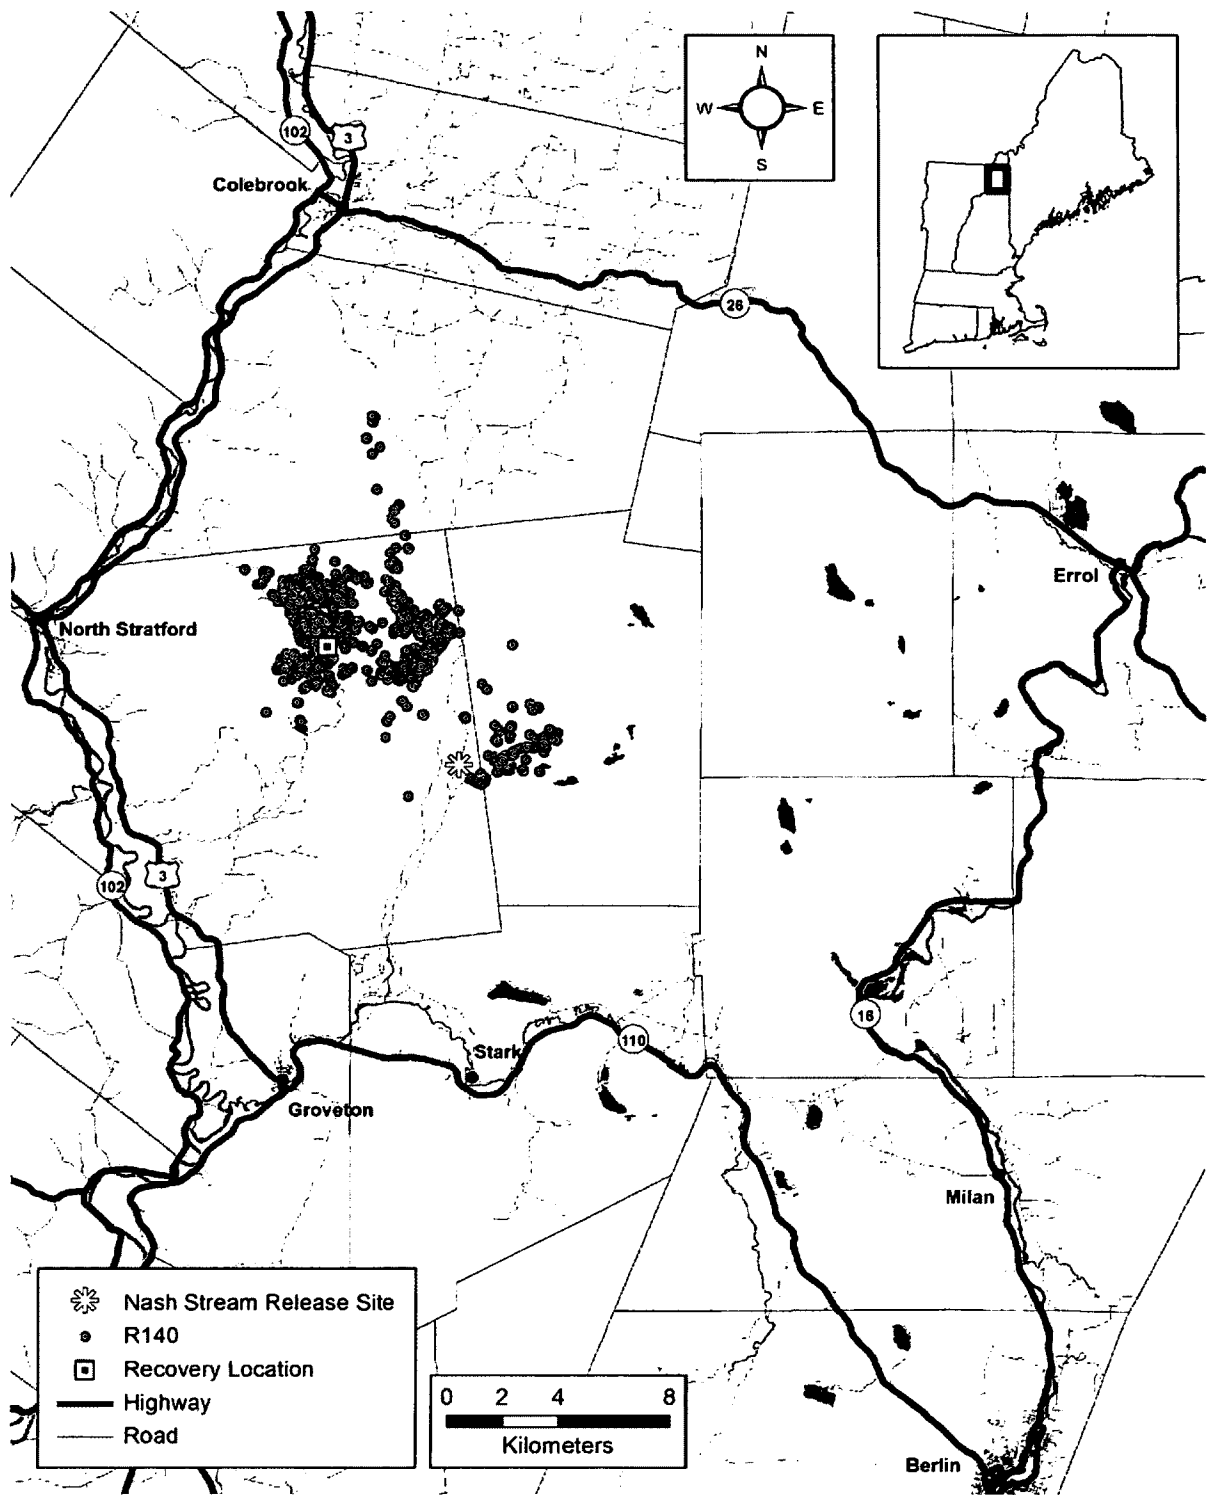 N
W E
S
102
3
Colebrook
26
Errol
North Stratford
102
3
16
Stark
110
Groveton
Milan
Nash Stream Release Site
R140
Recovery Location
Highway
Road
0 2 4 8
Kilometers
Berlin